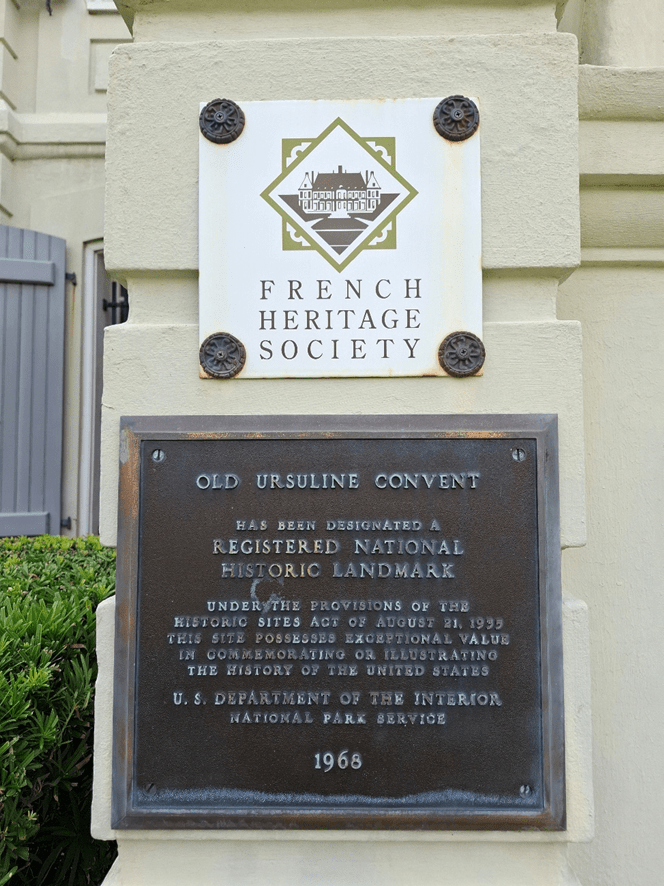 FRENCH
HERITAGE
SOCIETY
OLD URSULINE CONVENT
HAS BEEN DESIGNATED A
REGISTERED NATIONAL
HISTORIC LANDMARK
UNDER THE PROVISIONS OF THE
HISTORIC SITES ACT OF AUGUST 21, 1935
THIS SITE POSSESSES EXCEPTIONAL VALUE
IN COMMEMORATING OR ILLUSTRATING
THE HISTORY OF THE UNITED STATES
U. S. DEPARTMENT OF THE INTERIOR
NATIONAL PARK SERVICE
1968